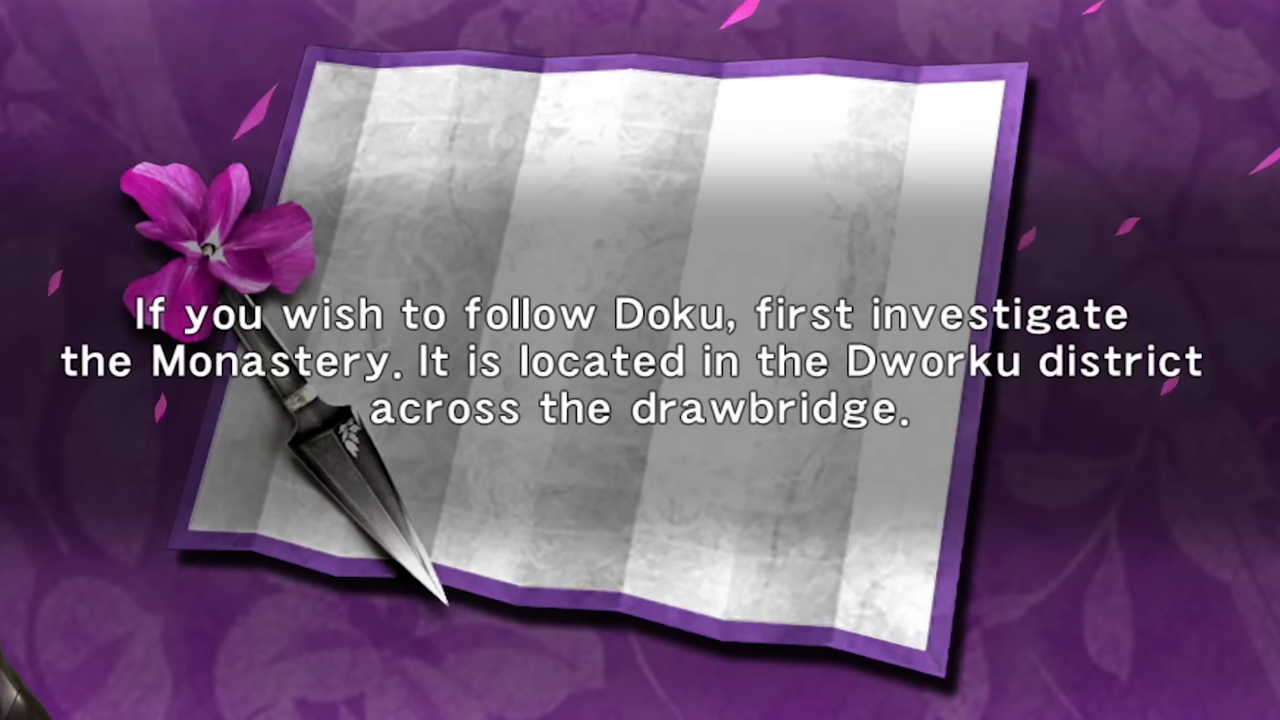 If you wish to follow Doku, first investigate
the Monastery. It is located in the Dworku district
across the drawbridge.